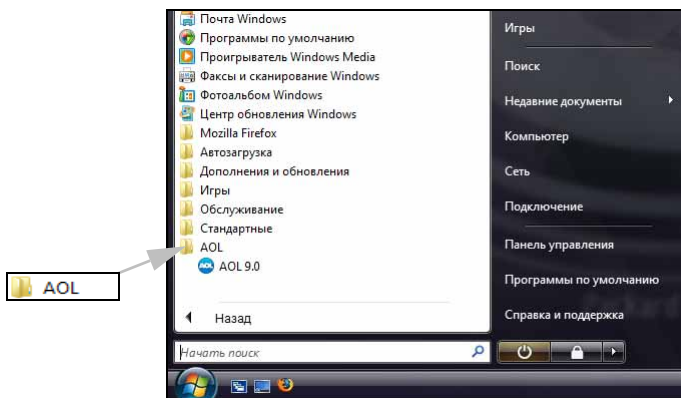 Почта Windows
Программы по умолчанию
Проигрыватель Windows Media
Факсы и сканирование Windows
Фотоальбом Windows
Центр обновления Windows
Mozilla Firefox
Автозагрузка
Дополнения и обновления
Игры
Обслуживание
Стандартные
AOL
AOL 9.0
Назад
Начать поиск
Игры
Поиск
Недавние документы
Компьютер
Сеть
Подключение
Панель управления
Программы по умолчанию
Справка и поддержка
AOL